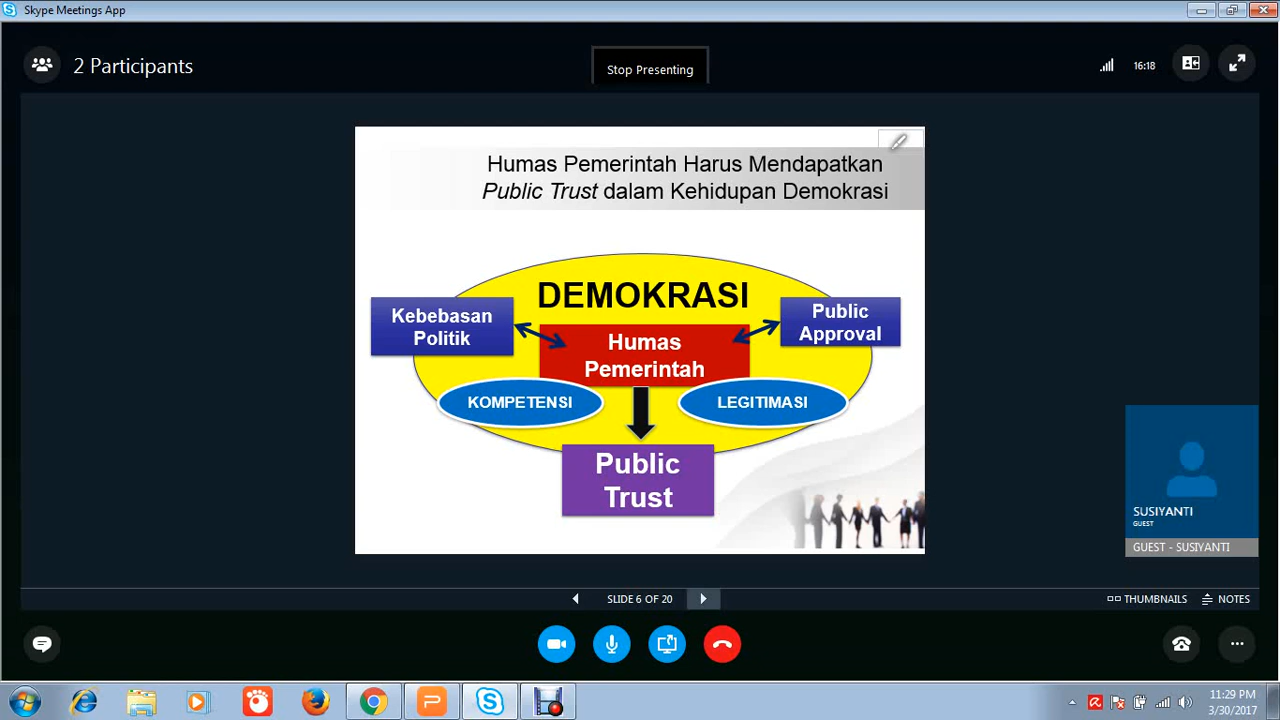 Skype Meetings App
2 Participants
Stop Presenting
16:18
Humas Pemerintah Harus Mendapatkan
Public Trust dalam Kehidupan Demokrasi
DEMOKRASI
Kebebasan
Politik
Public
Approval
Humas
Pemerintah
KOMPETENSI
LEGITIMASI
Public
Trust
SUSIYANTI
GUEST
GUEST - SUSIYANTI
SLIDE 6 OF 20
THUMBNAILS
NOTES
11:29 PM
3/30/2017